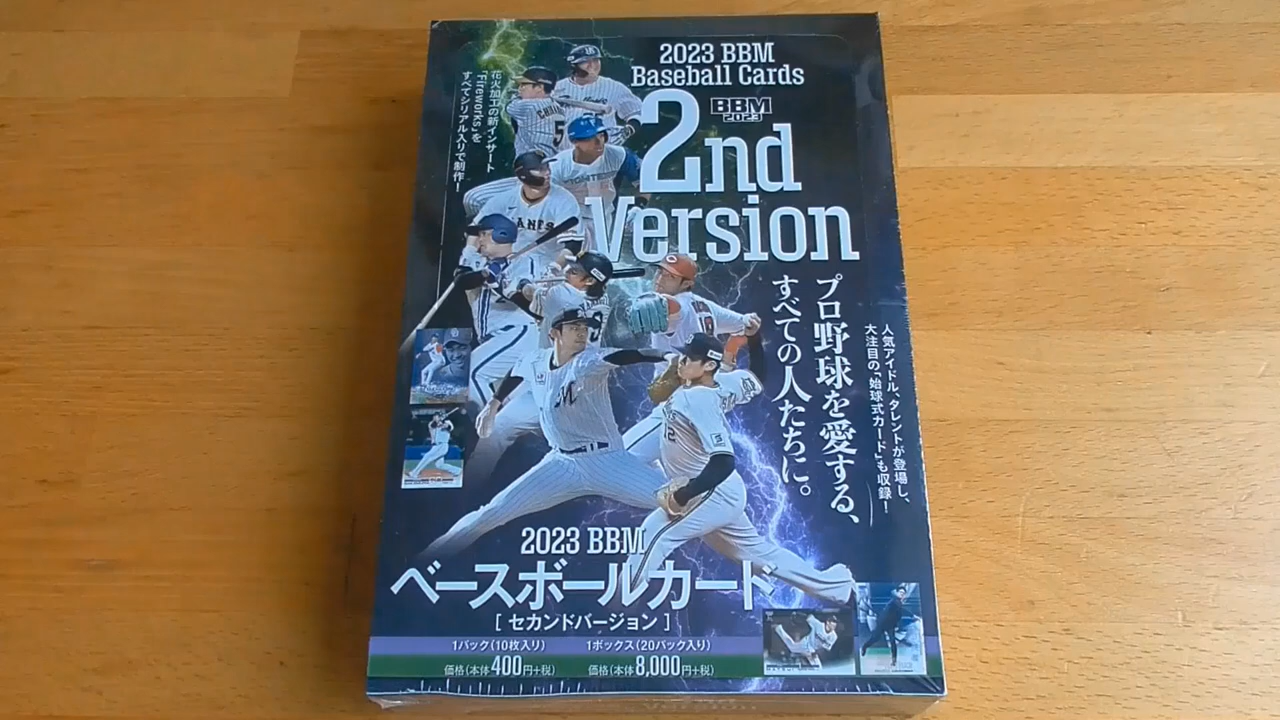 2023 BBM
Baseball Cards
BBM
2023
2nd
Version
花火加工の新インサート
「Fireworks」を
すべてシリアル入りで制作！
プロ野球を愛する、
すべての人たちに。
人気アイドル、タレントが登場し、
大注目の「始球式カード」も収録！
2023 BBM
ベースボールカード
[ セカンドバージョン ]
1パック（10枚入り）
価格（本体400円+税）
1ボックス（20パック入り）
価格（本体8,000円+税）